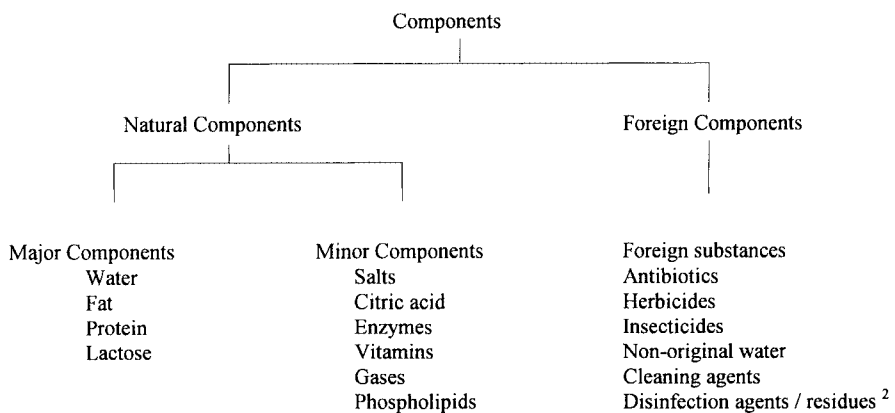 Components
Natural Components
Foreign Components
Major Components
Water
Fat
Protein
Lactose
Minor Components
Salts
Citric acid
Enzymes
Vitamins
Gases
Phospholipids
Foreign substances
Antibiotics
Herbicides
Insecticides
Non-original water
Cleaning agents
Disinfection agents / residues 2